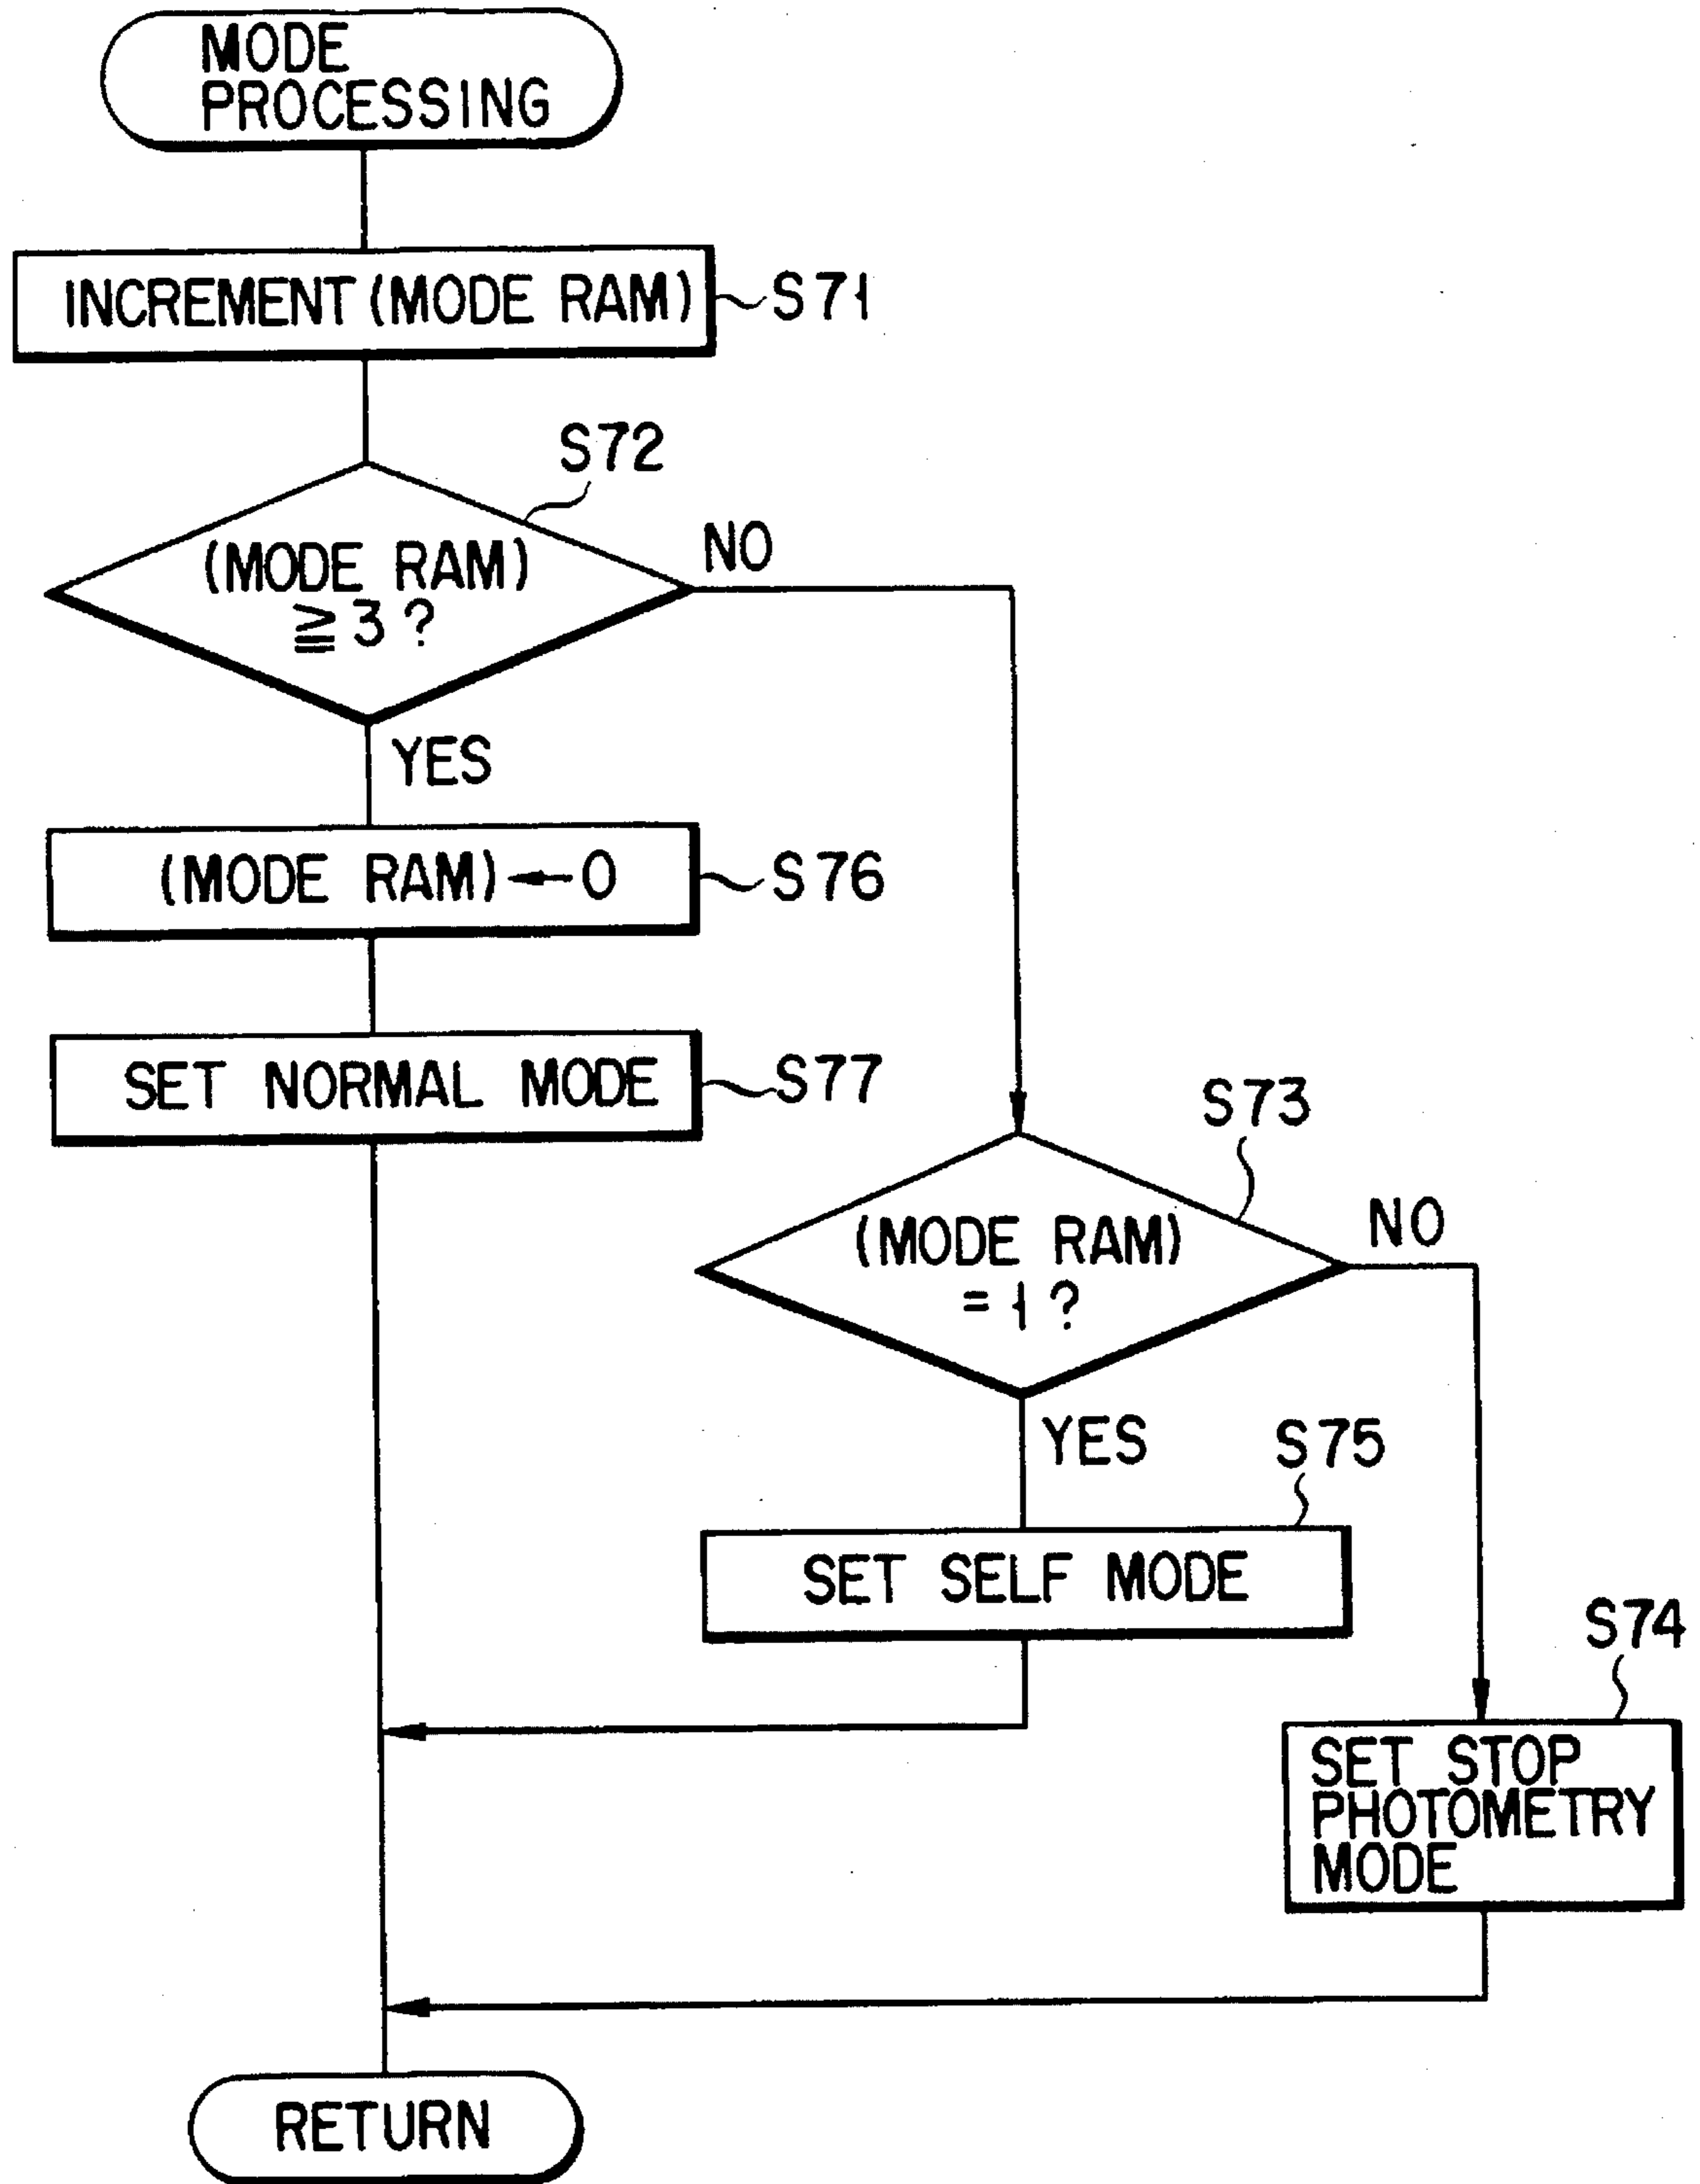 MODE
PROCESSING
INCREMENT (MODE RAM)
S71
S72
(MODE RAM)
≧ 3 ?
NO
YES
(MODE RAM) ← 0
S76
SET NORMAL MODE
S77
S73
(MODE RAM)
= 1 ?
NO
YES
S75
SET SELF MODE
S74
SET STOP
PHOTOMETRY
MODE
RETURN